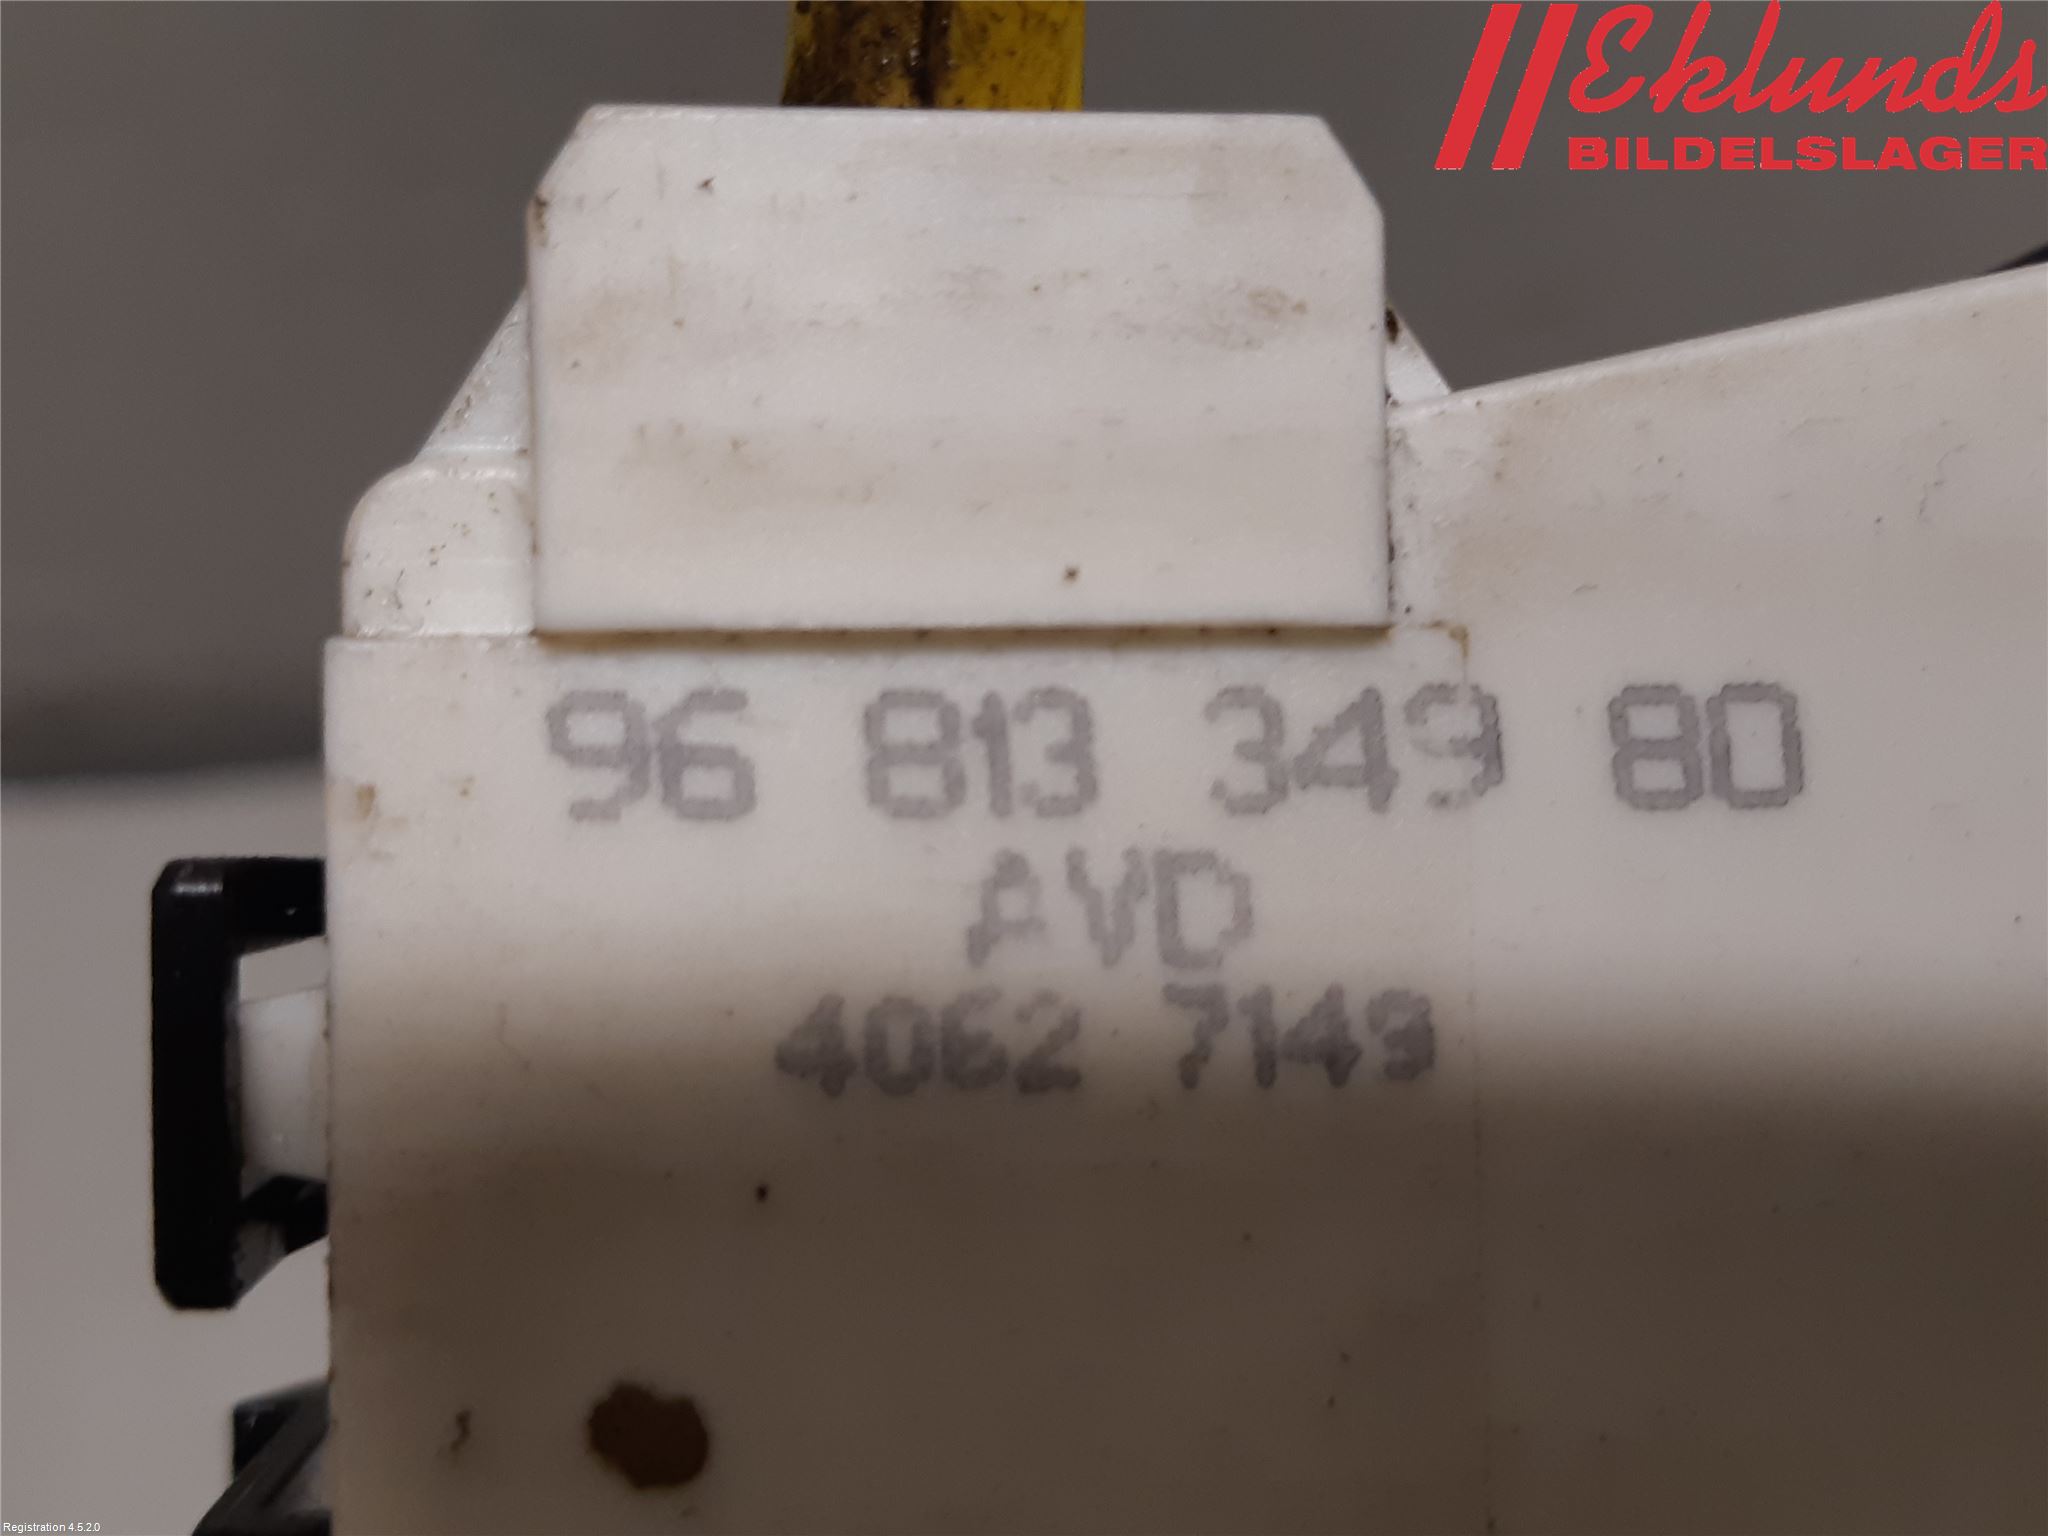 Eklunds
BILDELSLAGER
96 813 349 80
AVD
4062 7149
Registration 4.5.2.0